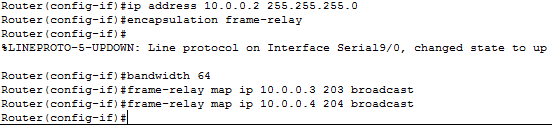 Router(config-if)#ip address 10.0.0.2 255.255.255.0
Router(config-if)#encapsulation frame-relay
Router(config-if)#
%LINEPROTO-5-UPDOWN: Line protocol on Interface Serial9/0, changed state to up
Router(config-if)#bandwidth 64
Router(config-if)#frame-relay map ip 10.0.0.3 203 broadcast
Router(config-if)#frame-relay map ip 10.0.0.4 204 broadcast
Router(config-if)#